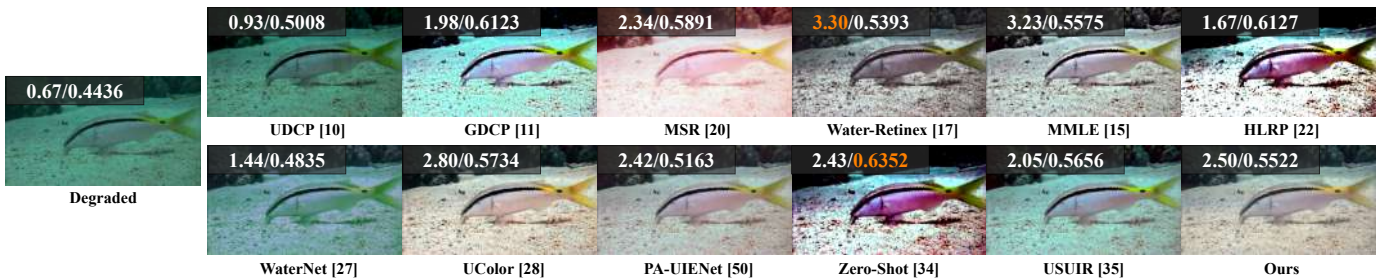 0.93/0.5008 1.98/0.6123 2.34/0.5891 3.30/0.5393 3.23/0.5575 1.67/0.6127
0.67/0.4436
UDCP [10] GDCP [11] MSR [20] Water-Retinex [17] MMLE [15] HLRP [22]
1.44/0.4835 2.80/0.5734 2.42/0.5163 2.43/0.6352 2.05/0.5656 2.50/0.5522
Degraded
WaterNet [27] UColor [28] PA-UIENet [50] Zero-Shot [34] USUIR [35] Ours